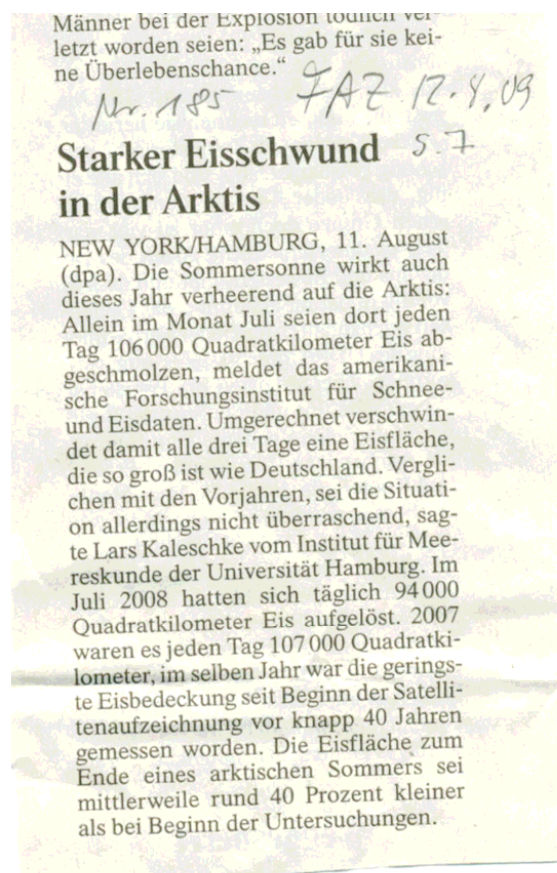 Männer bei der Explosion tödlich ver-
letzt worden seien: „Es gab für sie kei-
ne Überlebenschance.“
Nr. 185 FAZ 12.8.09
Starker Eisschwund S. 7
in der Arktis
NEW YORK/HAMBURG, 11. August
(dpa). Die Sommersonne wirkt auch
dieses Jahr verheerend auf die Arktis:
Allein im Monat Juli seien dort jeden
Tag 106 000 Quadratkilometer Eis ab-
geschmolzen, meldet das amerikani-
sche Forschungsinstitut für Schnee-
und Eisdaten. Umgerechnet verschwin-
det damit alle drei Tage eine Eisfläche,
die so groß ist wie Deutschland. Vergli-
chen mit den Vorjahren, sei die Situati-
on allerdings nicht überraschend, sag-
te Lars Kaleschke vom Institut für Mee-
reskunde der Universität Hamburg. Im
Juli 2008 hatten sich täglich 94 000
Quadratkilometer Eis aufgelöst. 2007
waren es jeden Tag 107 000 Quadratki-
lometer, im selben Jahr war die gerings-
te Eisbedeckung seit Beginn der Satelli-
tenaufzeichnung vor knapp 40 Jahren
gemessen worden. Die Eisfläche zum
Ende eines arktischen Sommers sei
mittlerweile rund 40 Prozent kleiner
als bei Beginn der Untersuchungen.